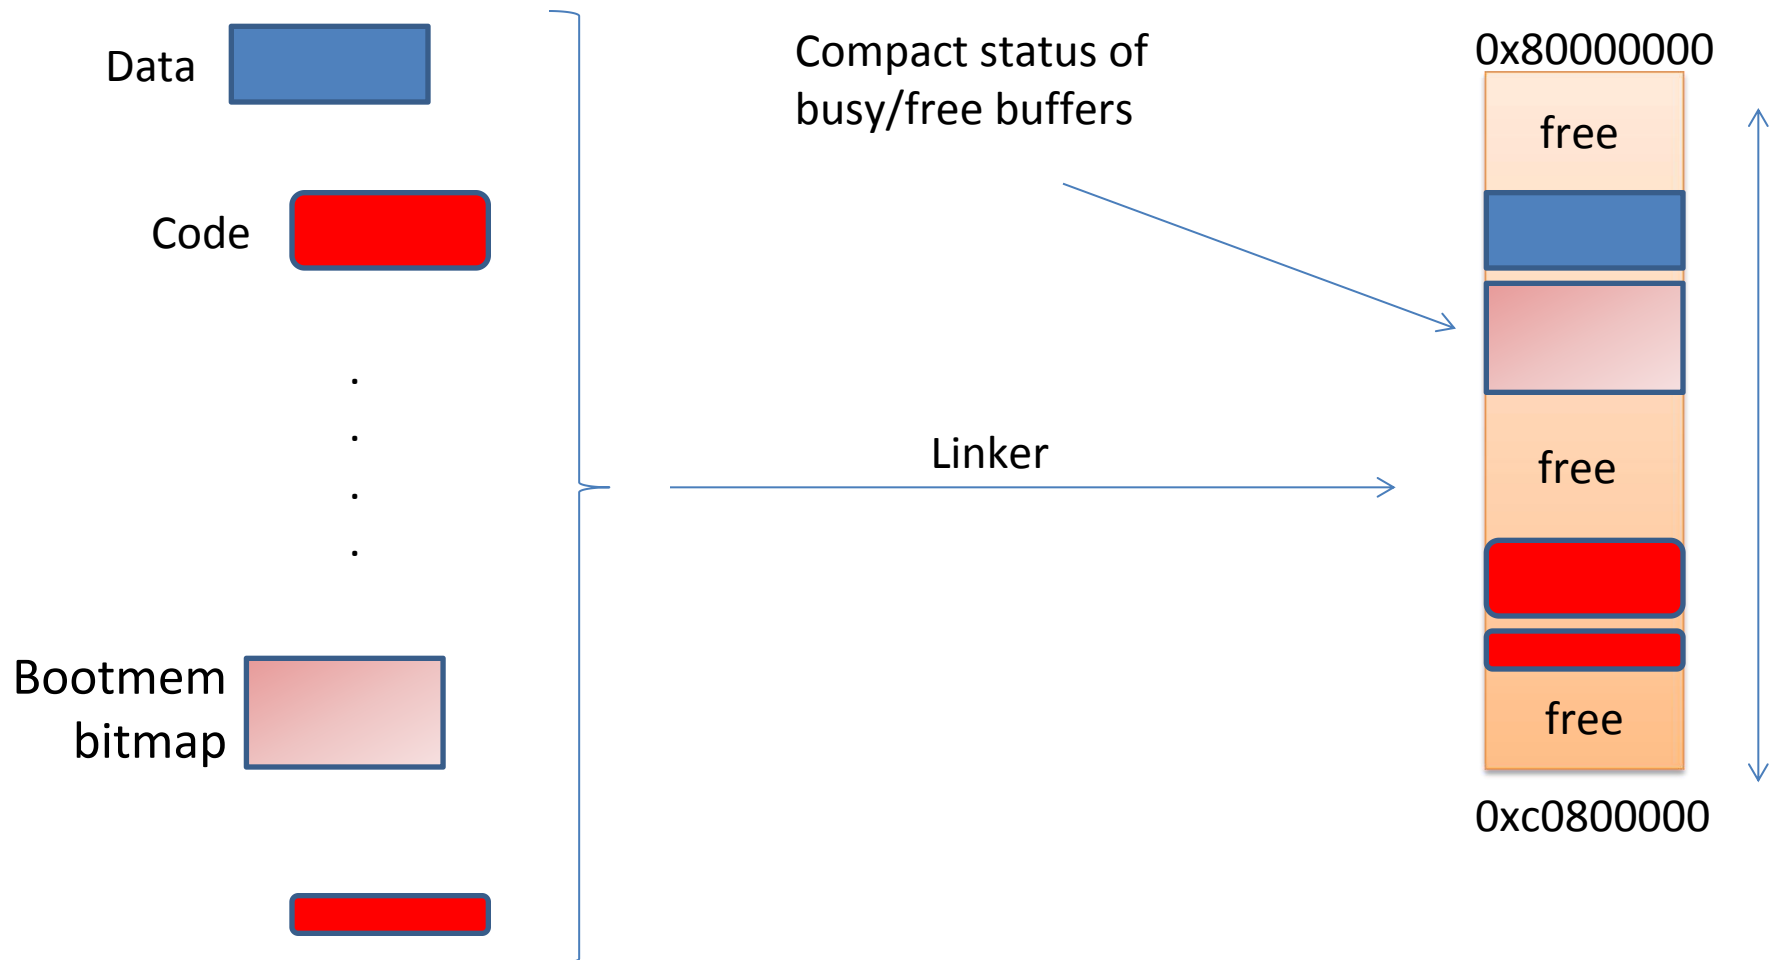 Data
Code
.
.
.
.
Bootmem
bitmap
Compact status of
busy/free buffers
Linker
0x80000000
free
free
free
0xc0800000